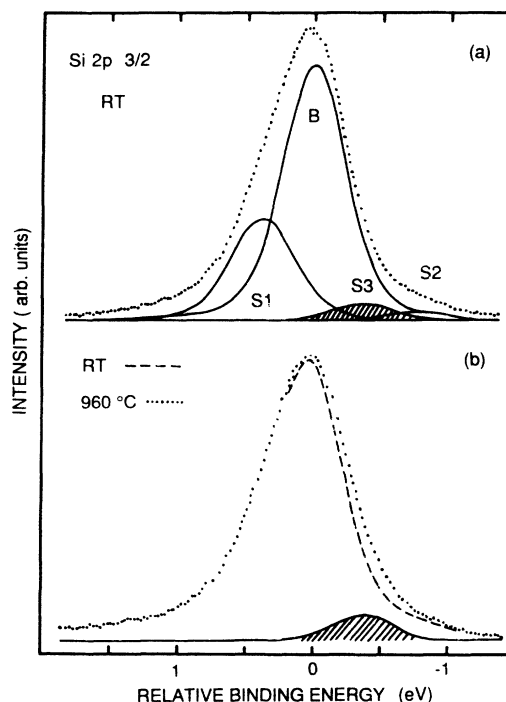 (a)
Si 2p 3/2
RT
B
S1
S3
S2
INTENSITY ( arb. units)
(b)
RT
960 °C
1
0
-1
RELATIVE BINDING ENERGY (eV)